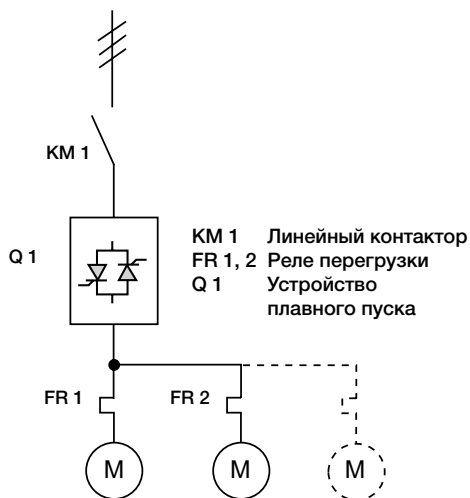 KM 1
Q 1
KM 1 Линейный контактор
FR 1, 2 Реле перегрузки
Q 1 Устройство
плавного пуска
FR 1
FR 2
M
M
M